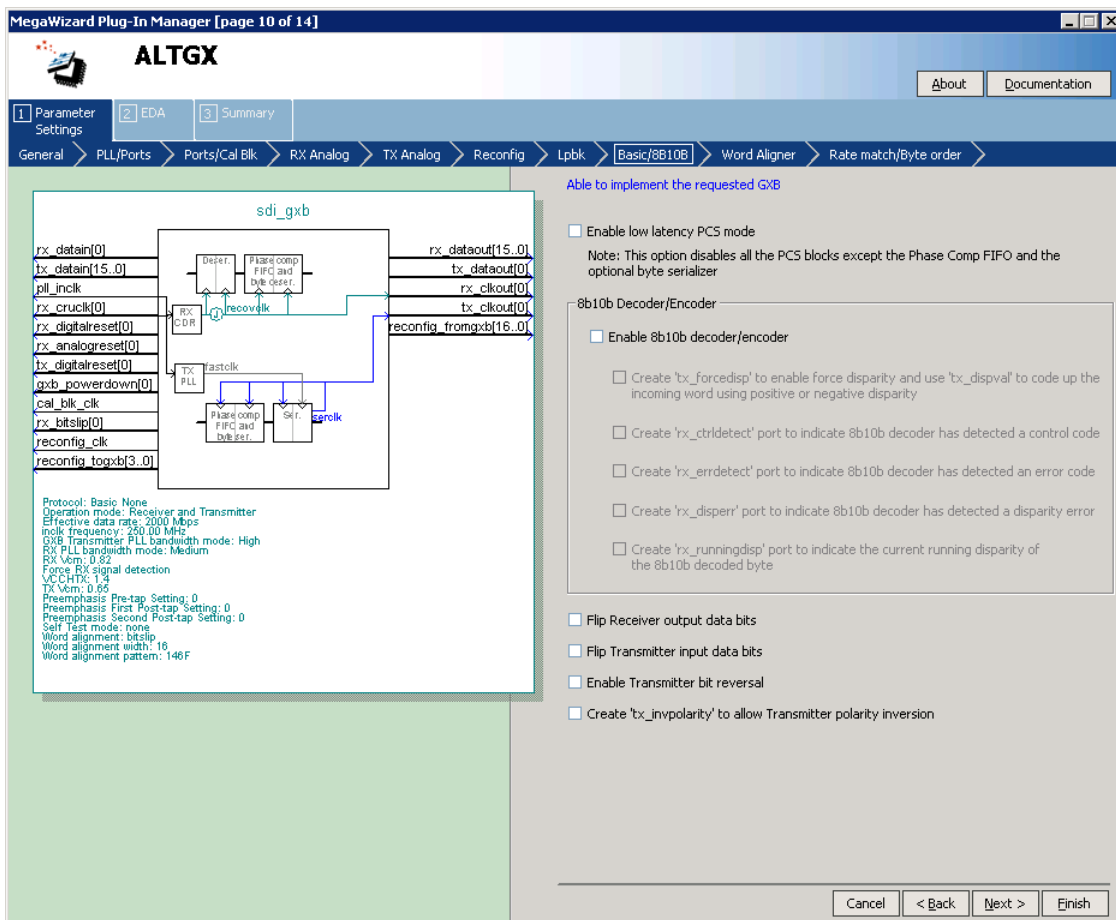 MegaWizard Plug-In Manager [page 10 of 14]
ALTGX
About
Documentation
1 Parameter Settings
2 EDA
3 Summary
General
PLL/Ports
Ports/Cal Blk
RX Analog
TX Analog
Reconfig
Lpbk
Basic/8B10B
Word Aligner
Rate match/Byte order
sdi_gxb
rx_datain[0]
tx_datain[15..0]
pll_inclk
rx_cruclk[0]
rx_digitalreset[0]
rx_analogreset[0]
tx_digitalreset[0]
gxb_powerdown[0]
cal_blk_clk
rx_bitslip[0]
reconfig_clk
reconfig_togxb[3..0]
Deser.
Phase comp
FIFO and
byte deser.
RX
CDR
recovclk
TX
PLL
fastclk
Phase comp
FIFO and
byte ser.
Ser.
serclk
rx_dataout[15..0]
tx_dataout[0]
rx_clkout[0]
tx_clkout[0]
reconfig_fromgxb[16..0]
Protocol: Basic None
Operation mode: Receiver and Transmitter
Effective data rate: 2000 Mbps
inclk frequency: 250.00 MHz
GXB Transmitter PLL bandwidth mode: High
RX PLL bandwidth mode: Medium
RX Vcm: 0.82
Force RX signal detection
VCCHTX: 1.4
TX Vcm: 0.65
Preemphasis Pre-tap Setting: 0
Preemphasis First Post-tap Setting: 0
Preemphasis Second Post-tap Setting: 0
Self Test mode: none
Word alignment: bitslip
Word alignment width: 16
Word alignment pattern: 146F
Able to implement the requested GXB
Enable low latency PCS mode
Note: This option disables all the PCS blocks except the Phase Comp FIFO and the
optional byte serializer
8b10b Decoder/Encoder
Enable 8b10b decoder/encoder
Create 'tx_forcedisp' to enable force disparity and use 'tx_dispval' to code up the
incoming word using positive or negative disparity
Create 'rx_ctrldetect' port to indicate 8b10b decoder has detected a control code
Create 'rx_errdetect' port to indicate 8b10b decoder has detected an error code
Create 'rx_disperr' port to indicate 8b10b decoder has detected a disparity error
Create 'rx_runningdisp' port to indicate the current running disparity of
the 8b10b decoded byte
Flip Receiver output data bits
Flip Transmitter input data bits
Enable Transmitter bit reversal
Create 'tx_invpolarity' to allow Transmitter polarity inversion
Cancel
< Back
Next >
Finish